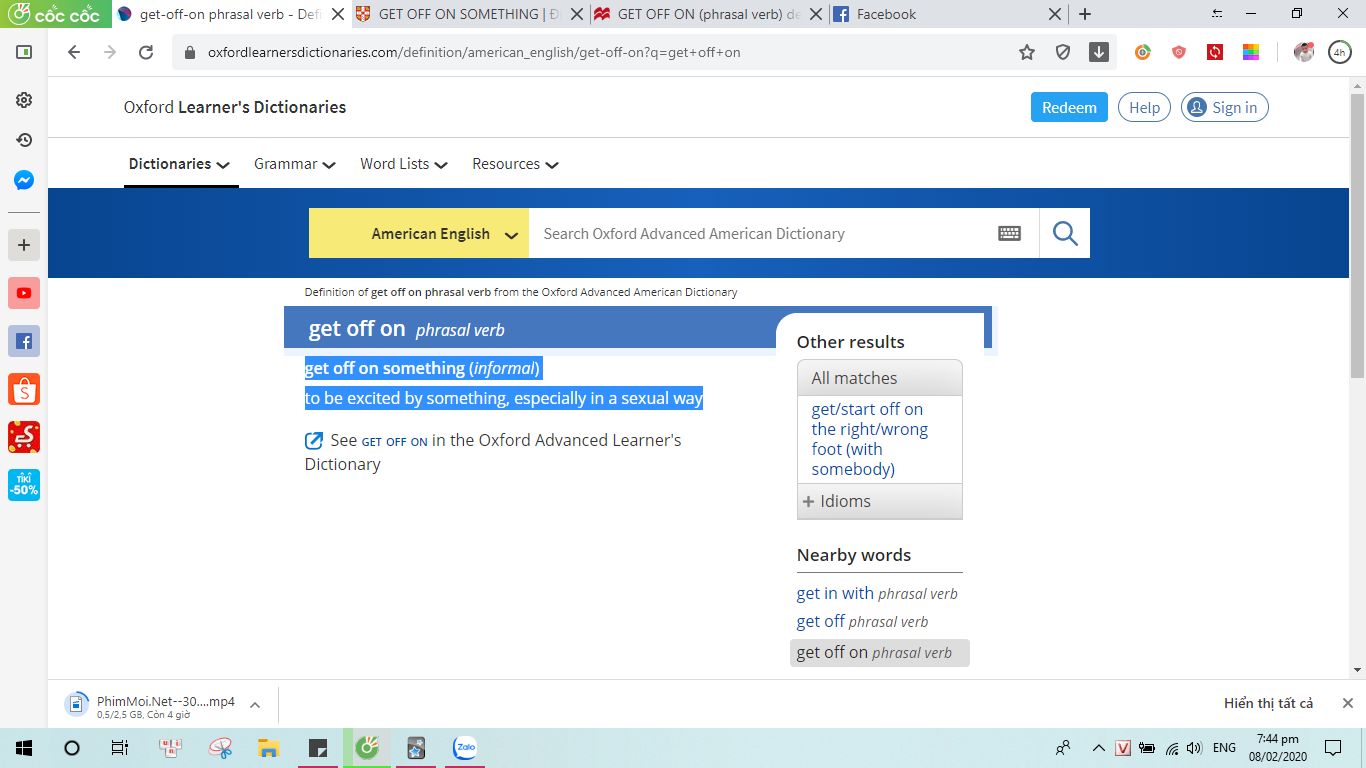 cốc cốc
get-off-on phrasal verb - Defi
GET OFF ON SOMETHING | Đ
GET OFF ON (phrasal verb) de
Facebook
oxfordlearnersdictionaries.com/definition/american_english/get-off-on?q=get+off+on
4h
Oxford Learner's Dictionaries
Redeem
Help
Sign in
Dictionaries
Grammar
Word Lists
Resources
American English
Search Oxford Advanced American Dictionary
Definition of get off on phrasal verb from the Oxford Advanced American Dictionary
get off on phrasal verb
get off on something (informal)
to be excited by something, especially in a sexual way
See GET OFF ON in the Oxford Advanced Learner's
Dictionary
Other results
All matches
get/start off on
the right/wrong
foot (with
somebody)
Idioms
Nearby words
get in with phrasal verb
get off phrasal verb
get off on phrasal verb
TIKI
-50%
PhimMoi.Net--30....mp4
0,5/2,5 GB, Còn 4 giờ
Hiển thị tất cả
Zalo
V
ENG
7:44 pm
08/02/2020